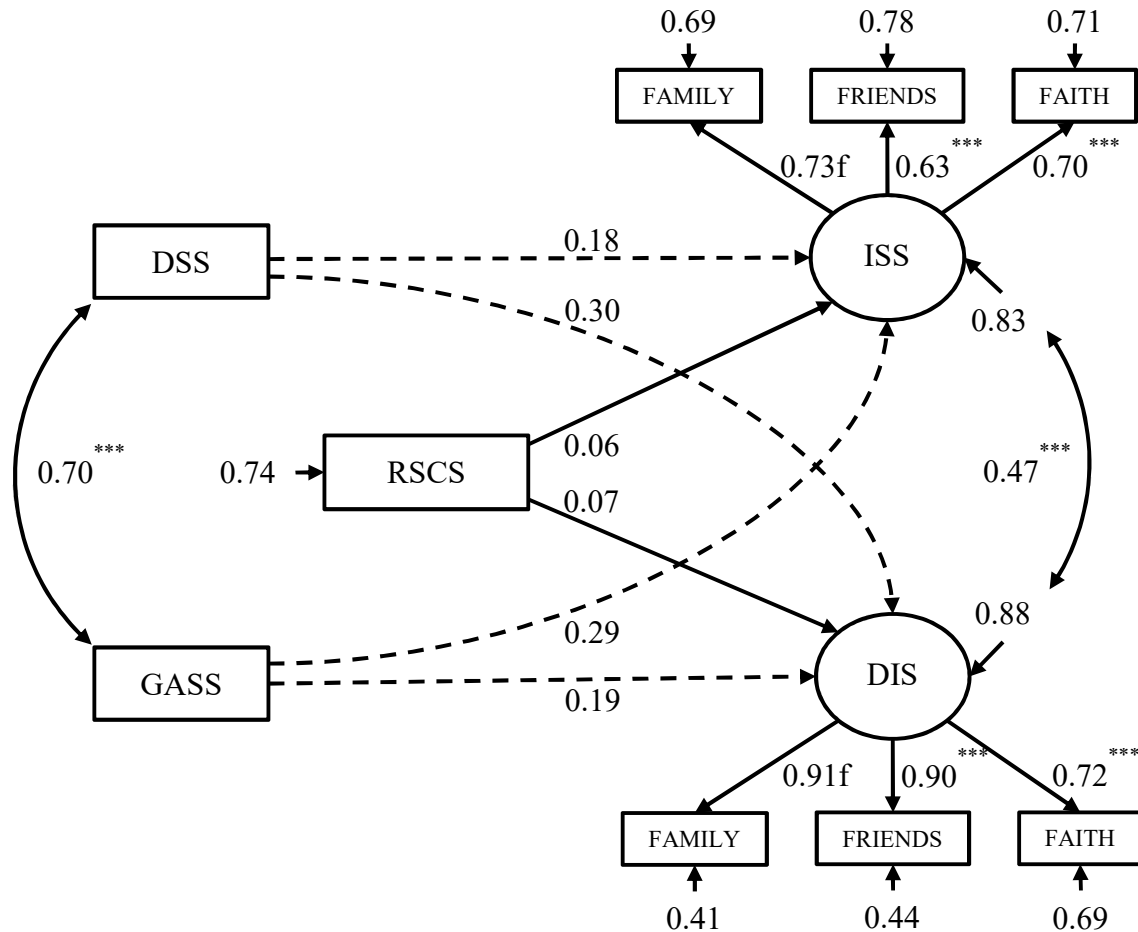 0.69 0.78 0.71
FAMILY FRIENDS FAITH
0.73f 0.63*** 0.70***
DSS 0.18 ISS
0.30 0.83
0.70*** 0.74 RSCS 0.06 0.47***
0.07
0.29 0.88
GASS 0.19 DIS
0.91f 0.90*** 0.72***
FAMILY FRIENDS FAITH
0.41 0.44 0.69